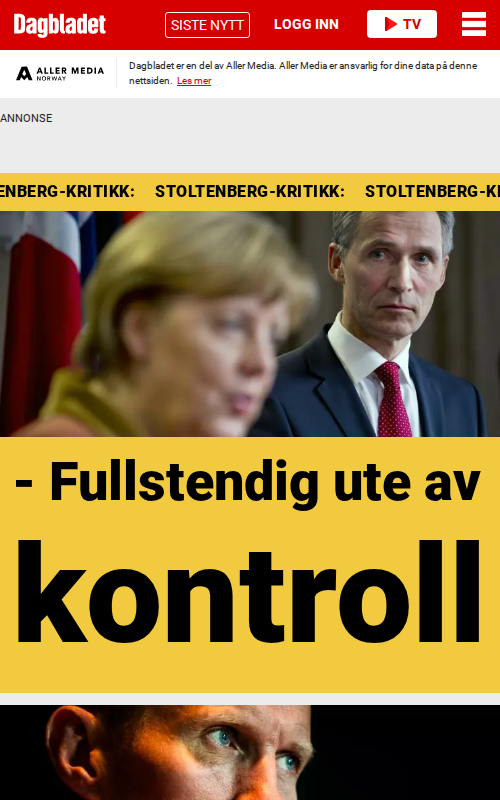 Dagbladet
SISTE NYTT
LOGG INN
TV
ALLER MEDIA
NORWAY
Dagbladet er en del av Aller Media. Aller Media er ansvarlig for dine data på denne
nettsiden. Les mer
ANNONSE
ENBERG-KRITIKK: STOLTENBERG-KRITIKK: STOLTENBERG-K
- Fullstendig ute av
kontroll